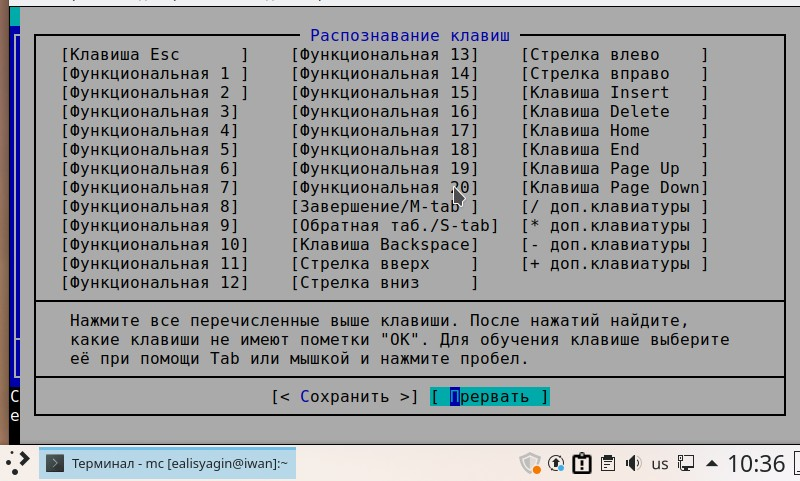 Распознавание клавиш
[Клавиша Esc      ] [Функциональная 13] [Стрелка влево    ]
[Функциональная 1 ] [Функциональная 14] [Стрелка вправо   ]
[Функциональная 2 ] [Функциональная 15] [Клавиша Insert   ]
[Функциональная 3] [Функциональная 16] [Клавиша Delete   ]
[Функциональная 4] [Функциональная 17] [Клавиша Home     ]
[Функциональная 5] [Функциональная 18] [Клавиша End      ]
[Функциональная 6] [Функциональная 19] [Клавиша Page Up  ]
[Функциональная 7] [Функциональная 20] [Клавиша Page Down]
[Функциональная 8] [Завершение/M-tab ] [/ доп.клавиатуры ]
[Функциональная 9] [Обратная таб./S-tab] [* доп.клавиатуры ]
[Функциональная 10] [Клавиша Backspace] [- доп.клавиатуры ]
[Функциональная 11] [Стрелка вверх    ] [+ доп.клавиатуры ]
[Функциональная 12] [Стрелка вниз     ]
Нажмите все перечисленные выше клавиши. После нажатий найдите,
какие клавиши не имеют пометки "OK". Для обучения клавише выберите
её при помощи Tab или мышкой и нажмите пробел.
[< Сохранить >] [ Прервать ]
С
е
Терминал - mc [ealisyagin@iwan]:~ us 10:36